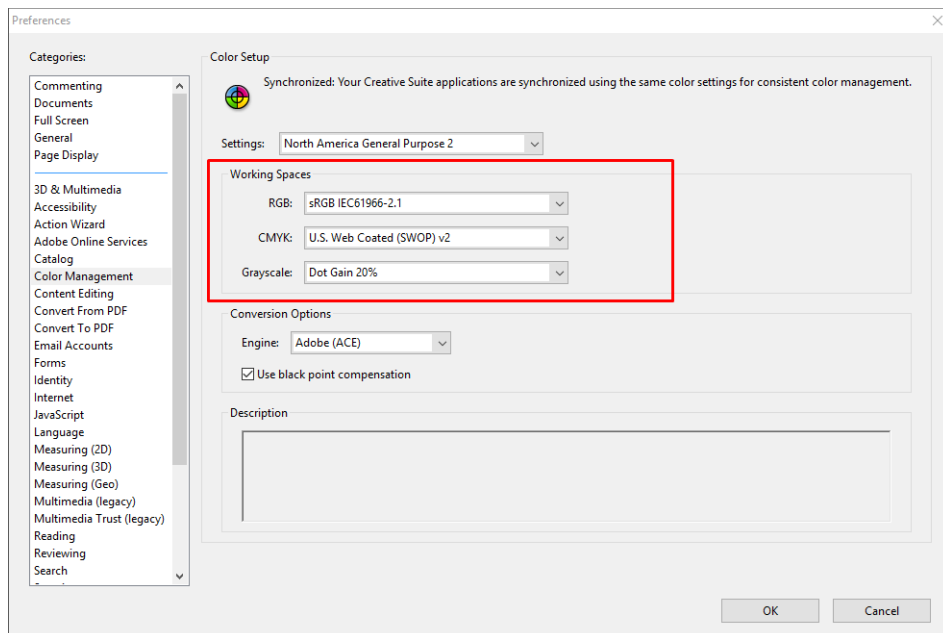 Preferences
Categories:
Commenting
Documents
Full Screen
General
Page Display
3D & Multimedia
Accessibility
Action Wizard
Adobe Online Services
Catalog
Color Management
Content Editing
Convert From PDF
Convert To PDF
Email Accounts
Forms
Identity
Internet
JavaScript
Language
Measuring (2D)
Measuring (3D)
Measuring (Geo)
Multimedia (legacy)
Multimedia Trust (legacy)
Reading
Reviewing
Search
Color Setup
Synchronized: Your Creative Suite applications are synchronized using the same color settings for consistent color management.
Settings: North America General Purpose 2
Working Spaces
RGB: sRGB IEC61966-2.1
CMYK: U.S. Web Coated (SWOP) v2
Grayscale: Dot Gain 20%
Conversion Options
Engine: Adobe (ACE)
Use black point compensation
Description
OK Cancel